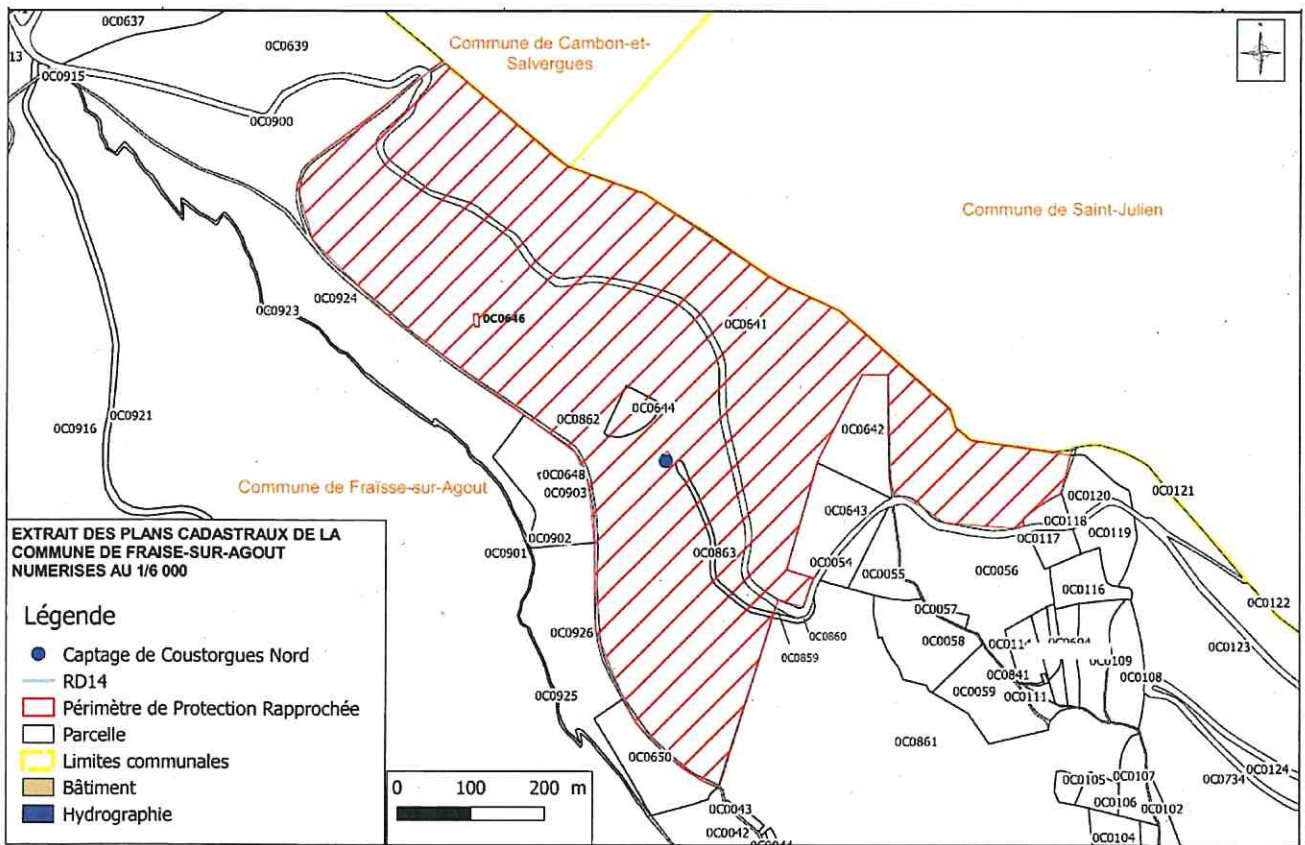 0C0637
Commune de Cambon-et-
Salvergues
0C0639
13
0C0915
0C0900
Commune de Saint-Julien
0C0924
0C0923
0C0646
0C0641
0C0862
0C0644
0C0921
0C0916
0C0642
0C0648
Commune de Fraïsse-sur-Agout
0C0903
0C0121
0C0120
0C0643
0C0118
0C0119
0C0117
EXTRAIT DES PLANS CADASTRAUX DE LA
COMMUNE DE FRAISE-SUR-AGOUT
NUMERISES AU 1/6 000
0C0902
0C0901
0C0863
0C0054
0C0055
0C0056
0C0116
0C0122
Légende
0C0057
0C0926
0C0860
0C0058
0C0114
0C0123
0C0859
0C0109
0C0841
0C0108
Captage de Coustorgues Nord
RD14
0C0925
0C0059
0C0111
Périmètre de Protection Rapprochée
Parcelle
0C0861
0C0650
Limites communales
0C0124
0C0107
0C0105
0C0734
Bâtiment
0 100 200 m
0C0106
0C0102
0C0043
Hydrographie
0C0042
0C0104